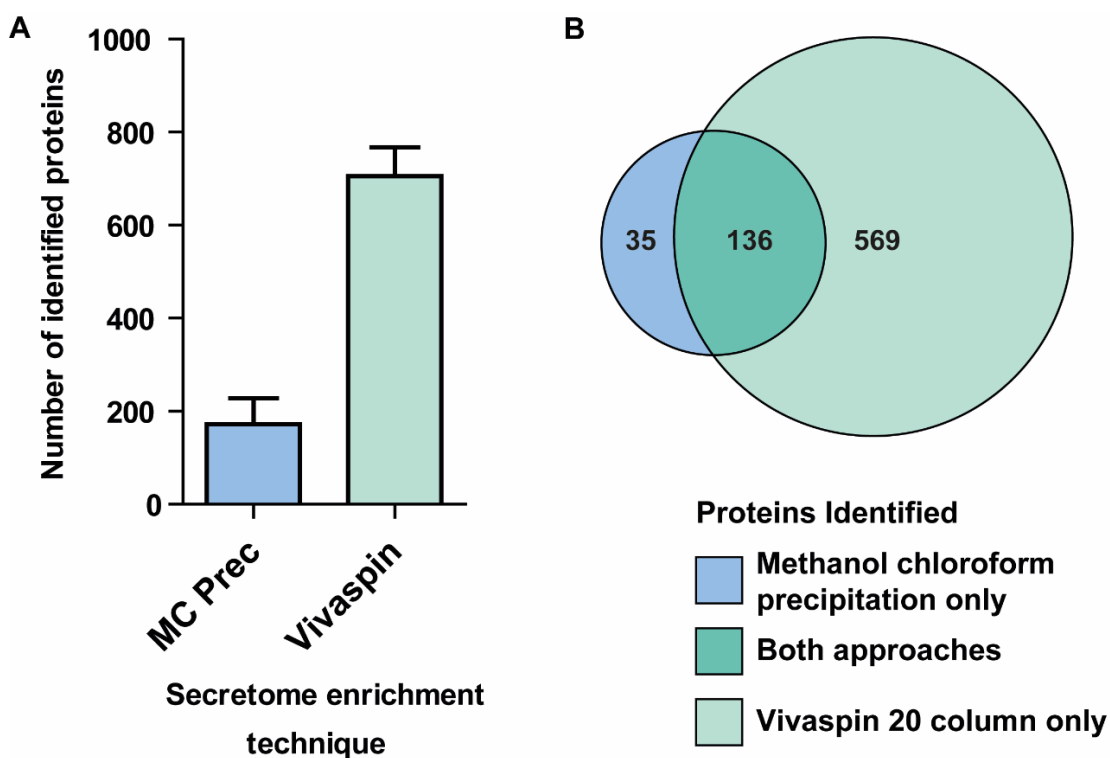 A
Number of identified proteins
1000
800
600
400
200
0
MC Prec
Vivaspin
Secretome enrichment
technique
B
35
136
569
Proteins Identified
Methanol chloroform
precipitation only
Both approaches
Vivaspin 20 column only